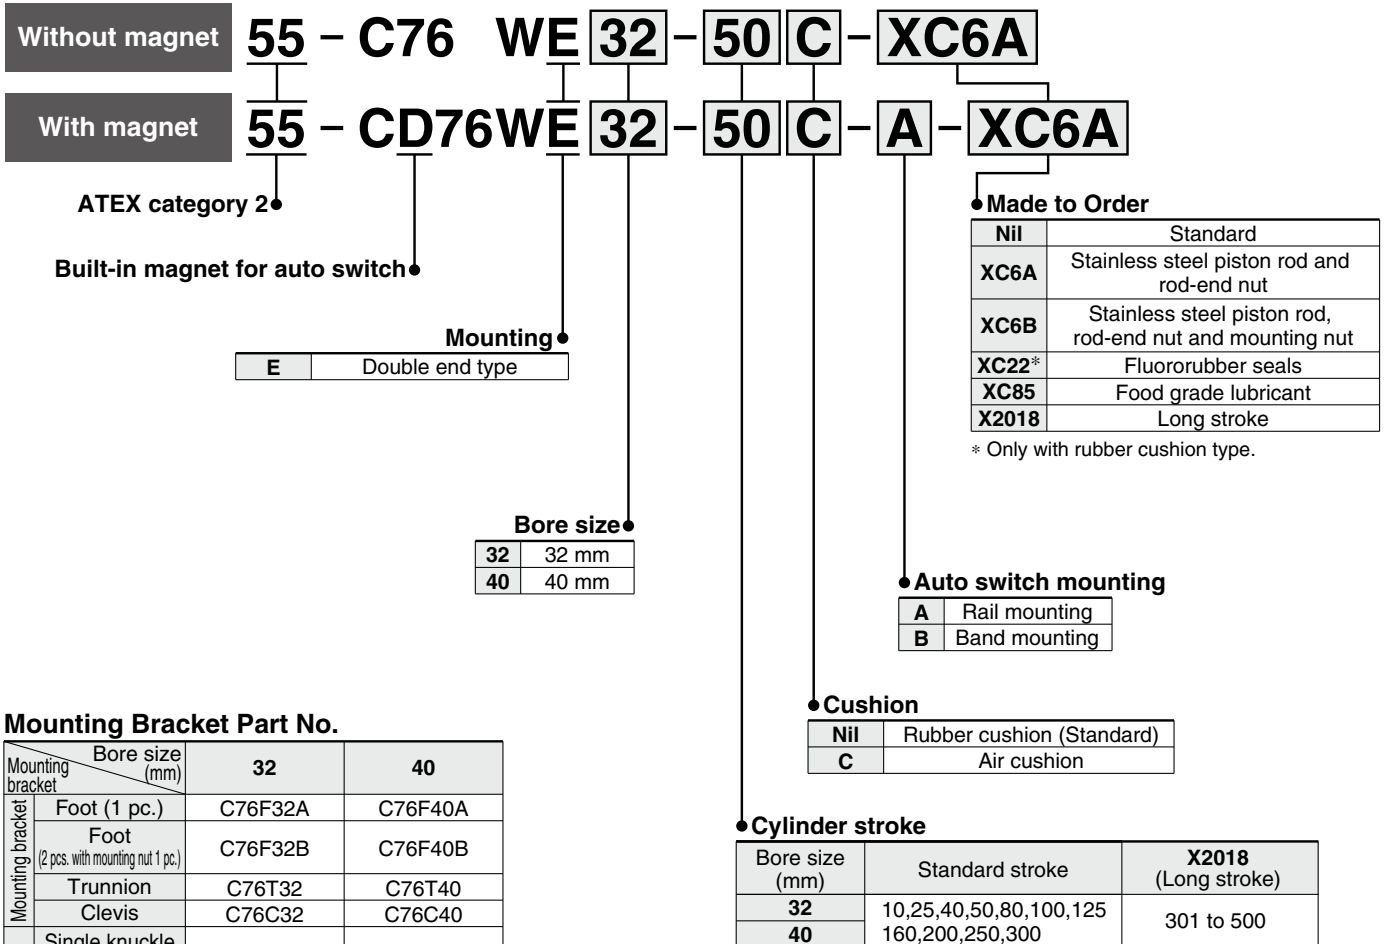 Without magnet 55 – C76 WE 32 – 50 C – XC6A
With magnet 55 – CD76WE 32 – 50 C – A – XC6A
ATEX category 2
Built-in magnet for auto switch
Mounting
E Double end type
Made to Order
Nil Standard
XC6A Stainless steel piston rod and
rod-end nut
XC6B Stainless steel piston rod,
rod-end nut and mounting nut
XC22* Fluororubber seals
XC85 Food grade lubricant
X2018 Long stroke
* Only with rubber cushion type.
Bore size
32 32 mm
40 40 mm
Auto switch mounting
A Rail mounting
B Band mounting
Cushion
Nil Rubber cushion (Standard)
C Air cushion
Mounting Bracket Part No.
Bore size
(mm)
Mounting
bracket
32 40
Mounting bracket
Foot (1 pc.) C76F32A C76F40A
Foot
(2 pcs. with mounting nut 1 pc.)
C76F32B C76F40B
Trunnion C76T32 C76T40
Clevis C76C32 C76C40
Single knuckle
Cylinder stroke
Bore size
(mm)
Standard stroke
X2018
(Long stroke)
32
40
10,25,40,50,80,100,125
160,200,250,300
301 to 500